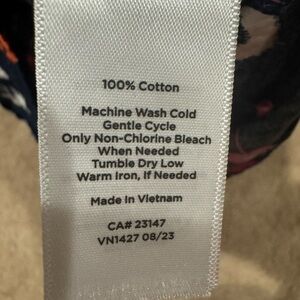 100% Cotton
Machine Wash Cold
Gentle Cycle
Only Non-Chlorine Bleach
When Needed
Tumble Dry Low
Warm Iron, If Needed
Made in Vietnam
CA# 23147
VN1427 08/23